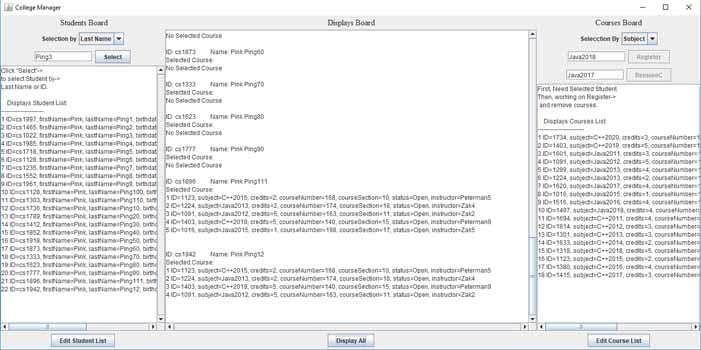 College Manager
Students Board
Selection by Last Name
Ping3 Select
Click "Select"->
to select Student by->
Last Name or ID.
Displays Student List:
1 ID=cs1997, firstName=Pink, lastName=Ping1, birthdat
2 ID=cs1465, firstName=Pink, lastName=Ping2, birthdat
3 ID=cs1022, firstName=Pink, lastName=Ping3, birthdat
4 ID=cs1985, firstName=Pink, lastName=Ping4, birthdat
5 ID=cs1718, firstName=Pink, lastName=Ping5, birthdat
6 ID=cs1128, firstName=Pink, lastName=Ping6, birthdat
7 ID=cs1235, firstName=Pink, lastName=Ping7, birthdat
8 ID=cs1552, firstName=Pink, lastName=Ping8, birthdat
9 ID=cs1961, firstName=Pink, lastName=Ping9, birthdat
10 ID=cs1128, firstName=Pink, lastName=Ping100, birth
11 ID=cs1303, firstName=Pink, lastName=Ping110, birth
12 ID=cs1736, firstName=Pink, lastName=Ping10, birthd
13 ID=cs1789, firstName=Pink, lastName=Ping20, birthd
14 ID=cs1412, firstName=Pink, lastName=Ping30, birthd
15 ID=cs1852, firstName=Pink, lastName=Ping40, birthd
16 ID=cs1918, firstName=Pink, lastName=Ping50, birthd
17 ID=cs1873, firstName=Pink, lastName=Ping60, birthd
18 ID=cs1333, firstName=Pink, lastName=Ping70, birthd
19 ID=cs1623, firstName=Pink, lastName=Ping80, birthd
20 ID=cs1777, firstName=Pink, lastName=Ping90, birthd
21 ID=cs1896, firstName=Pink, lastName=Ping111, birth
22 ID=cs1942, firstName=Pink, lastName=Ping12, birthd
Edit Student List
Displays Board
No Selected Course
ID: cs1873 Name: Pink Ping60
Selected Course:
No Selected Course
ID: cs1333 Name: Pink Ping70
Selected Course:
No Selected Course
ID: cs1623 Name: Pink Ping80
Selected Course:
No Selected Course
ID: cs1777 Name: Pink Ping90
Selected Course:
No Selected Course
ID: cs1896 Name: Pink Ping111
Selected Course:
1 ID=1123, subject=C++2015, credits=2, courseNumber=168, courseSection=10, status=Open, instructor=Peterman5
2 ID=1224, subject=Java2013, credits=2, courseNumber=174, courseSection=18, status=Open, instructor=Zak4
3 ID=1091, subject=Java2012, credits=5, courseNumber=163, courseSection=11, status=Open, instructor=Zak2
4 ID=1403, subject=C++2019, credits=5, courseNumber=140, courseSection=15, status=Open, instructor=Peterman9
5 ID=1016, subject=Java2015, credits=1, courseNumber=198, courseSection=17, status=Open, instructor=Zak5
ID: cs1942 Name: Pink Ping12
Selected Course:
1 ID=1123, subject=C++2015, credits=2, courseNumber=168, courseSection=10, status=Open, instructor=Peterman5
2 ID=1224, subject=Java2013, credits=2, courseNumber=174, courseSection=18, status=Open, instructor=Zak4
3 ID=1403, subject=C++2019, credits=5, courseNumber=140, courseSection=15, status=Open, instructor=Peterman9
4 ID=1091, subject=Java2012, credits=5, courseNumber=163, courseSection=11, status=Open, instructor=Zak2
Display All
Courses Board
Selecction By Subject
Java2018 Register
Java2017 RemoveC
First, Need Selected Student
Then, working on Register->
and remove courses.
Displays Courses List:
1 ID=1734, subject=C++2020, credits=3, courseNumber=1
2 ID=1403, subject=C++2019, credits=5, courseNumber=1
3 ID=1601, subject=Java2011, credits=3, courseNumber=
4 ID=1091, subject=Java2012, credits=5, courseNumber=
5 ID=1289, subject=Java2011, credits=3, courseNumber=
6 ID=1224, subject=Java2013, credits=2, courseNumber=
7 ID=1620, subject=Java2017, credits=4, courseNumber=
8 ID=1016, subject=Java2015, credits=1, courseNumber=
9 ID=1516, subject=Java2016, credits=4, courseNumber=
10 ID=1497, subject=Java2018, credits=4, courseNumber=
11 ID=1694, subject=C++2011, credits=4, courseNumber=
12 ID=1814, subject=C++2012, credits=3, courseNumber=
13 ID=1301, subject=C++2013, credits=3, courseNumber=
14 ID=1633, subject=C++2014, credits=2, courseNumber=
15 ID=1318, subject=C++2018, credits=5, courseNumber=
16 ID=1123, subject=C++2015, credits=2, courseNumber=
17 ID=1380, subject=C++2016, credits=4, courseNumber=
18 ID=1415, subject=C++2017, credits=3, courseNumber=
Edit Course List